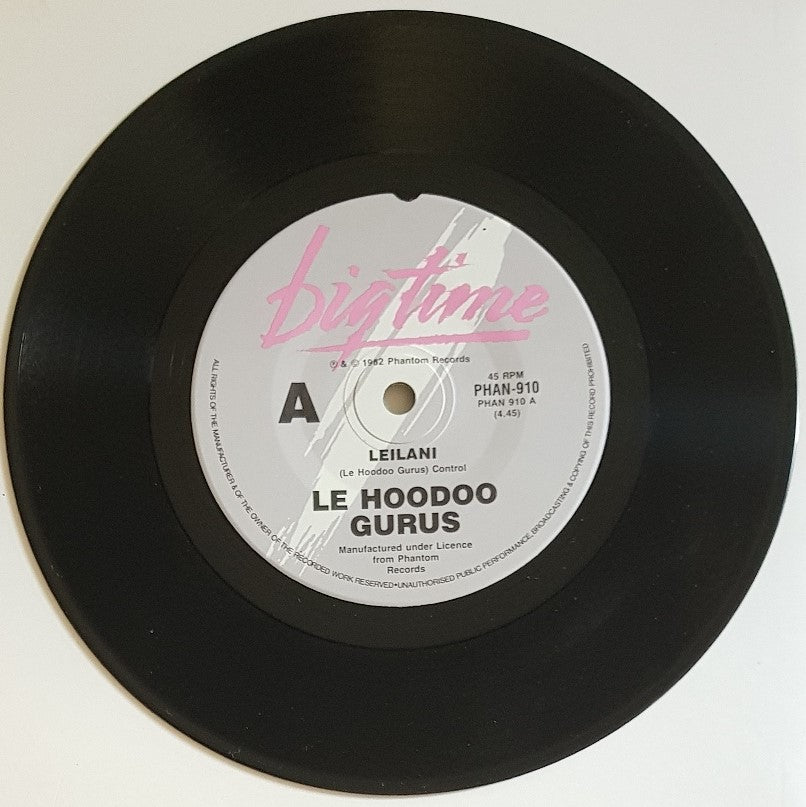 bigtime
℗ & © 1982 Phantom Records
A
45 RPM
PHAN-910
PHAN 910 A
(4.45)
LEILANI
(Le Hoodoo Gurus) Control
LE HOODOO
GURUS
Manufactured under Licence
from Phantom
Records
ALL RIGHTS OF THE MANUFACTURER & OF THE OWNER OF THE RECORDED WORK RESERVED•UNAUTHORISED PUBLIC PERFORMANCE, BROADCASTING & COPYING OF THIS RECORD PROHIBITED